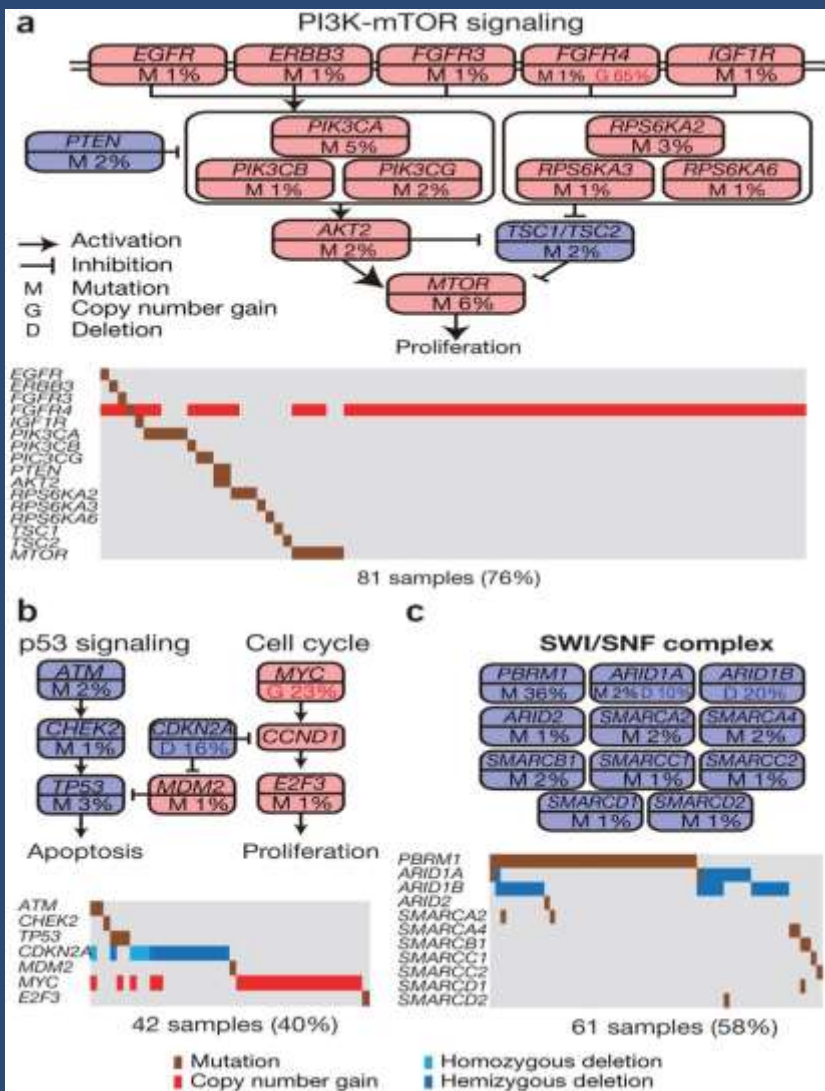 a
PI3K-mTOR signaling
EGFR ERBB3 FGFR3 FGFR4 IGF1R
M 1% M 1% M 1% M 1% G 65% M 1%
PTEN
M 2%
PIK3CA
M 5%
PIK3CB PIK3CG
M 1% M 2%
RPS6KA2
M 3%
RPS6KA3 RPS6KA6
M 1% M 1%
AKT2
M 2%
TSC1/TSC2
M 2%
MTOR
M 6%
Proliferation
Activation
Inhibition
M Mutation
G Copy number gain
D Deletion
EGFR
ERBB3
FGFR3
FGFR4
IGF1R
PIK3CA
PIK3CB
PIC3CG
PTEN
AKT2
RPS6KA2
RPS6KA3
RPS6KA6
TSC1
TSC2
MTOR
81 samples (76%)
b
p53 signaling Cell cycle
ATM
M 2%
CHEK2
M 1%
TP53
M 3%
Apoptosis
CDKN2A
D 16%
MDM2
M 1%
MYC
G 23%
CCND1
E2F3
M 1%
Proliferation
ATM
CHEK2
TP53
CDKN2A
MDM2
MYC
E2F3
42 samples (40%)
c
SWI/SNF complex
PBRM1 ARID1A ARID1B
M 36% M 2% D 10% D 20%
ARID2 SMARCA2 SMARCA4
M 1% M 2% M 2%
SMARCB1 SMARCC1 SMARCC2
M 2% M 1% M 1%
SMARCD1 SMARCD2
M 1% M 1%
PBRM1
ARID1A
ARID1B
ARID2
SMARCA2
SMARCA4
SMARCB1
SMARCC1
SMARCC2
SMARCD1
SMARCD2
61 samples (58%)
Mutation
Copy number gain
Homozygous deletion
Hemizygous deletion